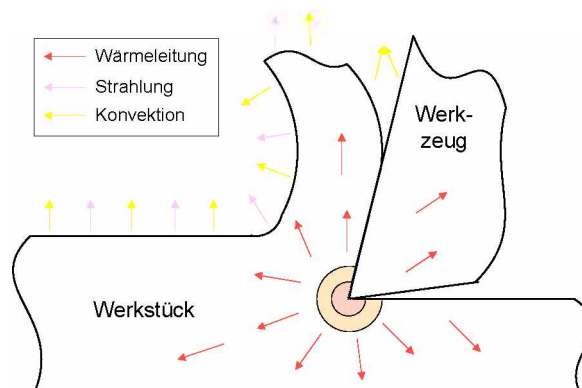 Wärmeleitung
Strahlung
Konvektion
Werk-
zeug
Werkstück